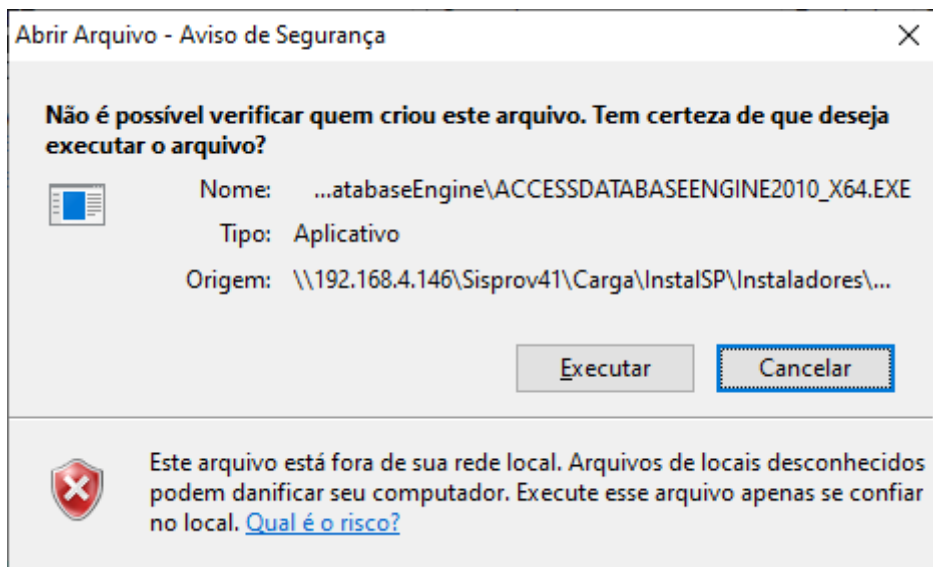 Abrir Arquivo - Aviso de Segurança
Não é possível verificar quem criou este arquivo. Tem certeza de que deseja
executar o arquivo?
Nome: ...atabaseEngine\ACCESSDATABASEENGINE2010_X64.EXE
Tipo: Aplicativo
Origem: \\192.168.4.146\Sisprov41\Carga\InstalSP\Instaladores\...
Executar Cancelar
Este arquivo está fora de sua rede local. Arquivos de locais desconhecidos
podem danificar seu computador. Execute esse arquivo apenas se confiar
no local. Qual é o risco?